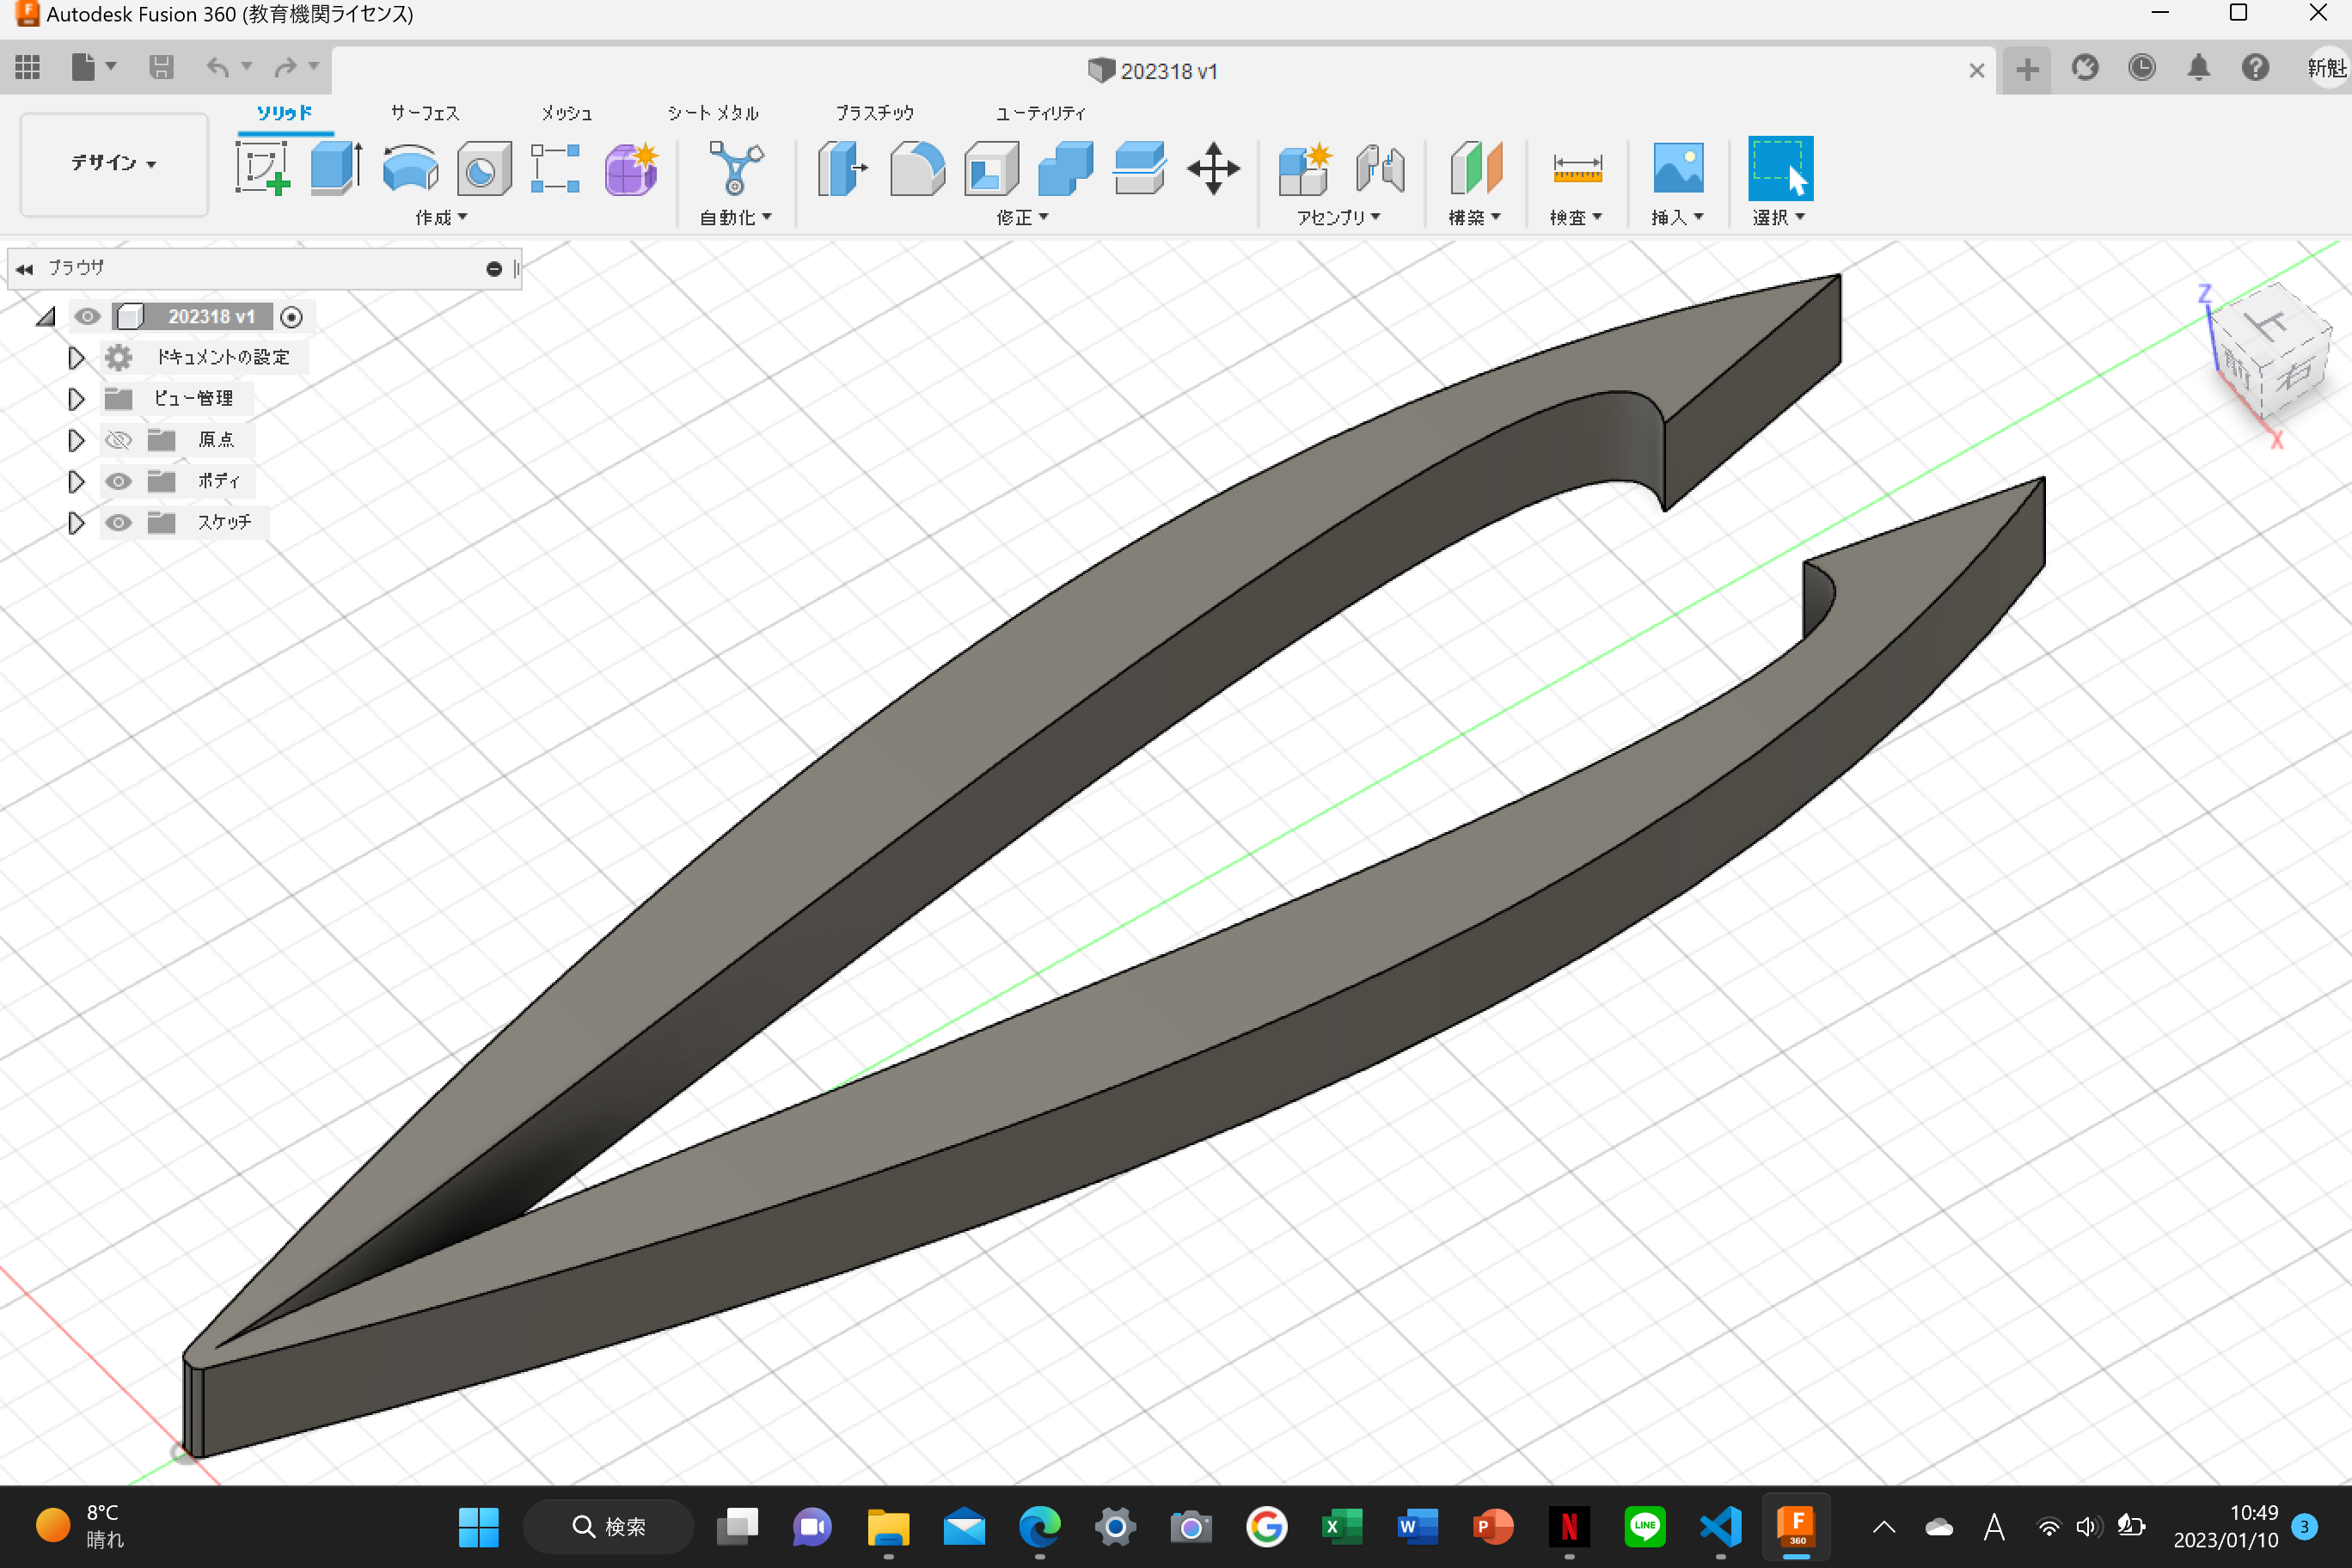 Autodesk Fusion 360 (教育機関ライセンス)
202318 v1
新魁
デザイン
ソリッド サーフェス メッシュ シート メタル プラスチック ユーティリティ
作成 自動化 修正 アセンブリ 構築 検査 挿入 選択
ブラウザ
202318 v1
ドキュメントの設定
ビュー管理
原点
ボディ
スケッチ
Z
上
前
右
X
8°C
晴れ
検索
X
W
P
N
LINE
F
360
A
10:49
2023/01/10
3